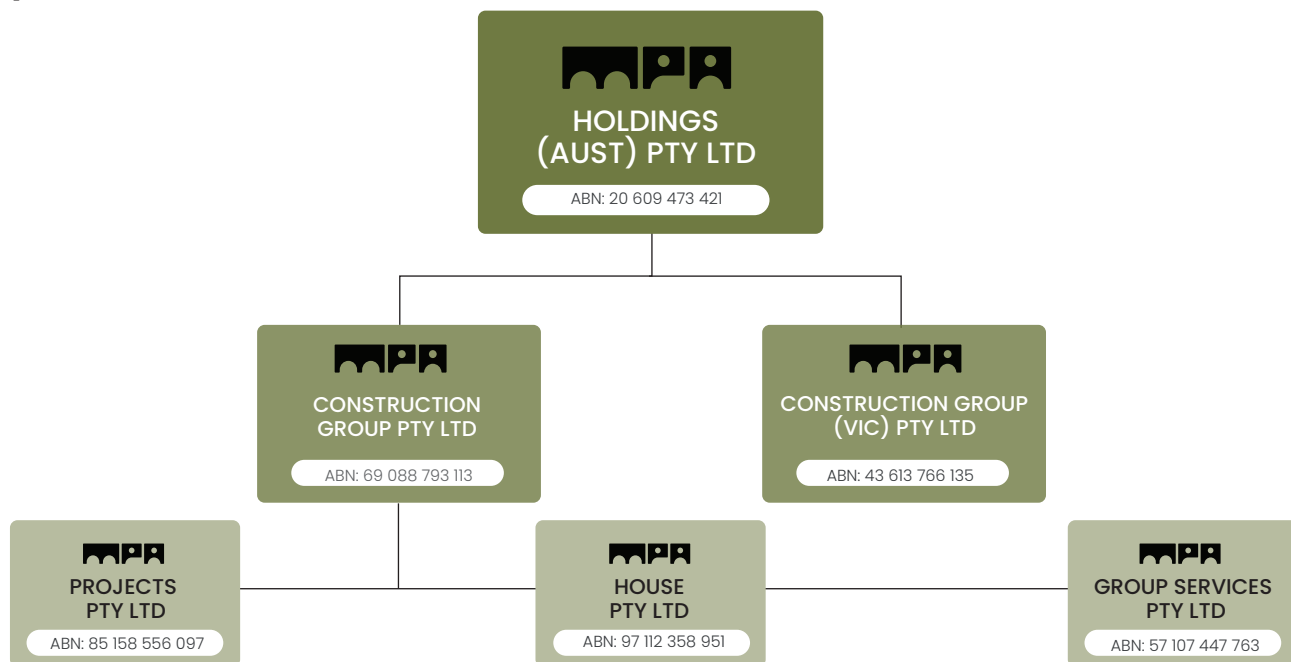 MPA
HOLDINGS
(AUST) PTY LTD
ABN: 20 609 473 421
MPA
CONSTRUCTION
GROUP PTY LTD
ABN: 69 088 793 113
MPA
CONSTRUCTION GROUP
(VIC) PTY LTD
ABN: 43 613 766 135
MPA
PROJECTS
PTY LTD
ABN: 85 158 556 097
MPA
HOUSE
PTY LTD
ABN: 97 112 358 951
MPA
GROUP SERVICES
PTY LTD
ABN: 57 107 447 763